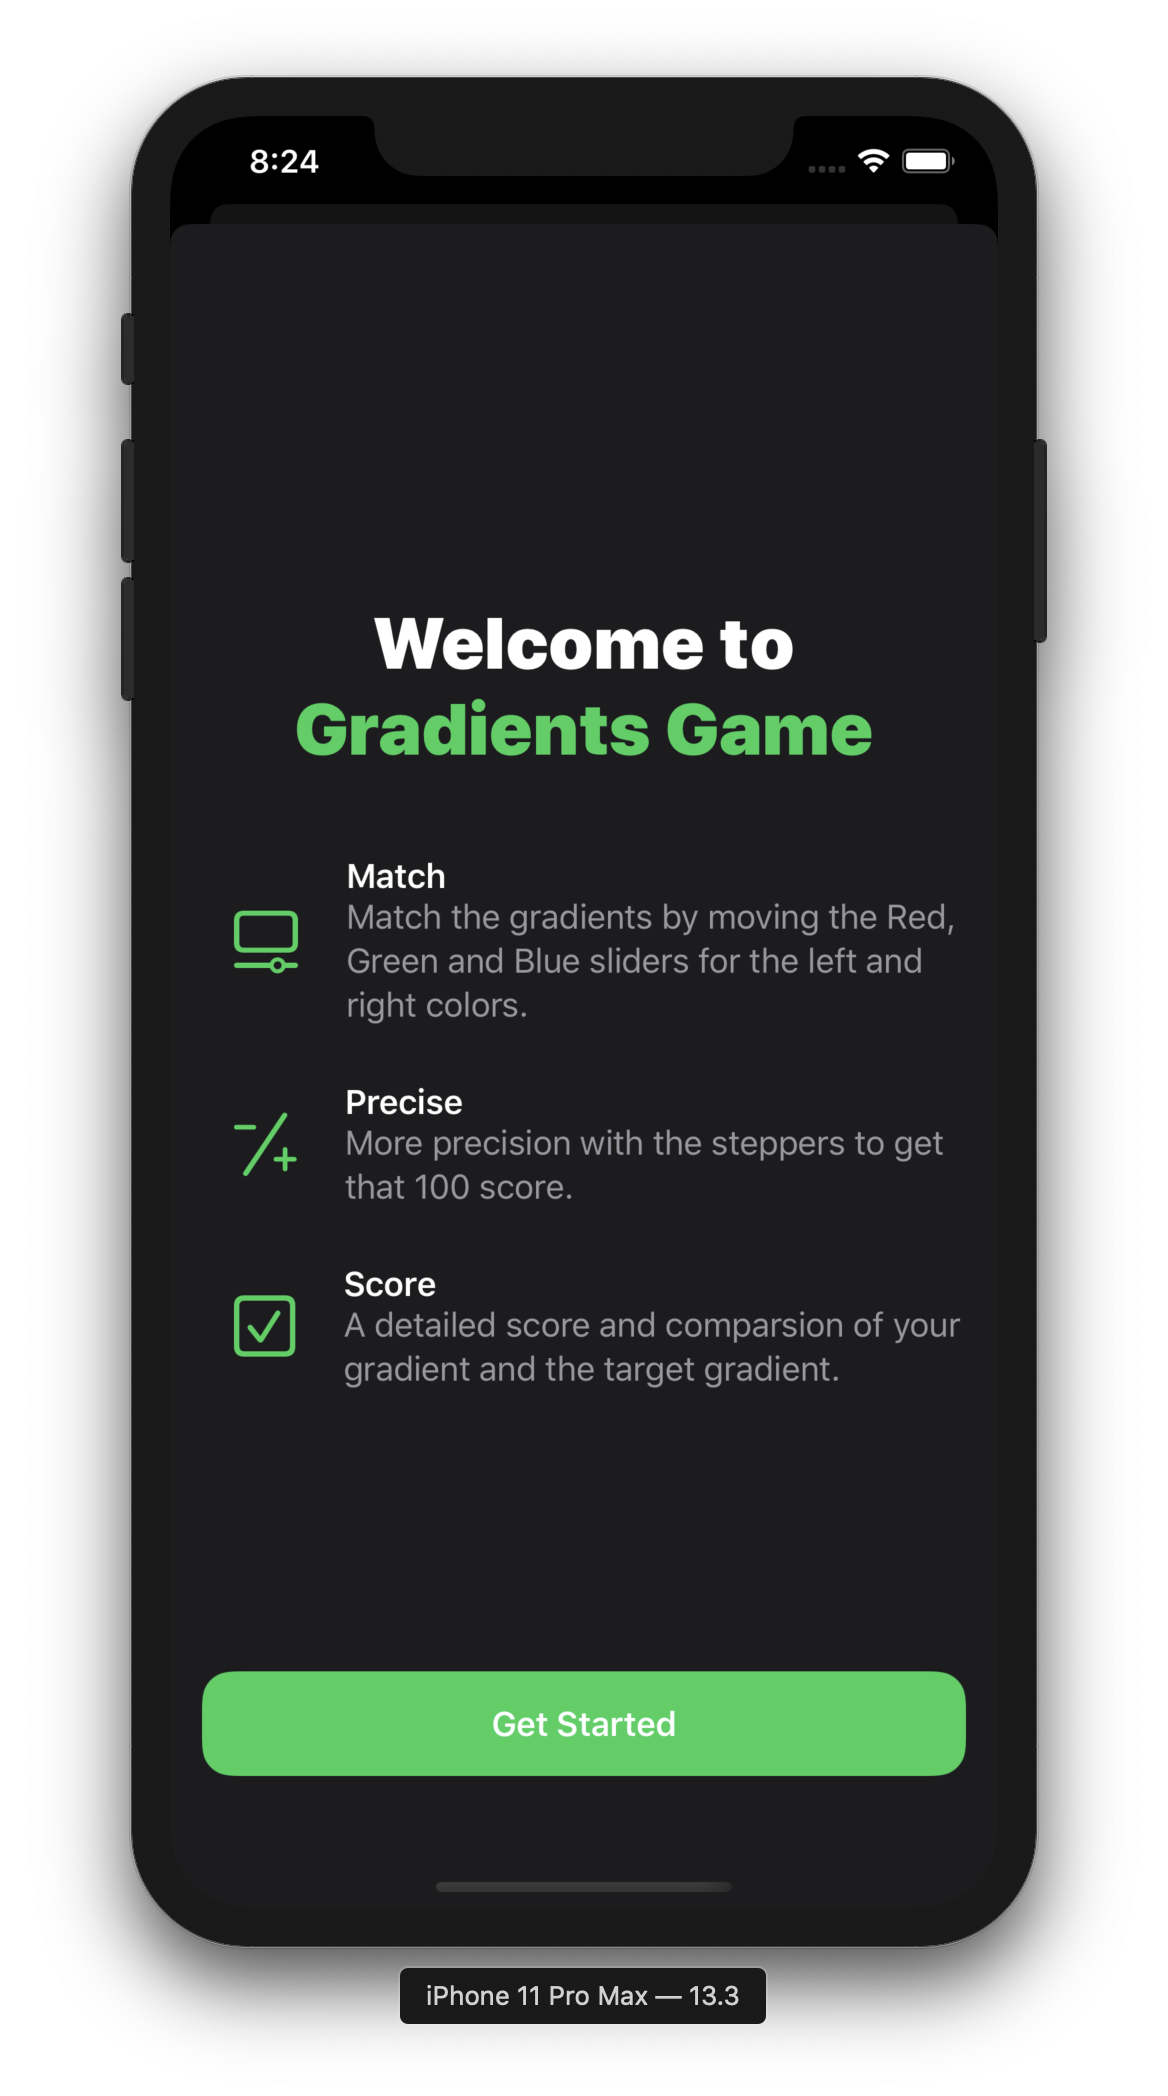 8:24
Welcome to
Gradients Game
Match
Match the gradients by moving the Red,
Green and Blue sliders for the left and
right colors.
Precise
More precision with the steppers to get
that 100 score.
Score
A detailed score and comparsion of your
gradient and the target gradient.
Get Started
iPhone 11 Pro Max — 13.3